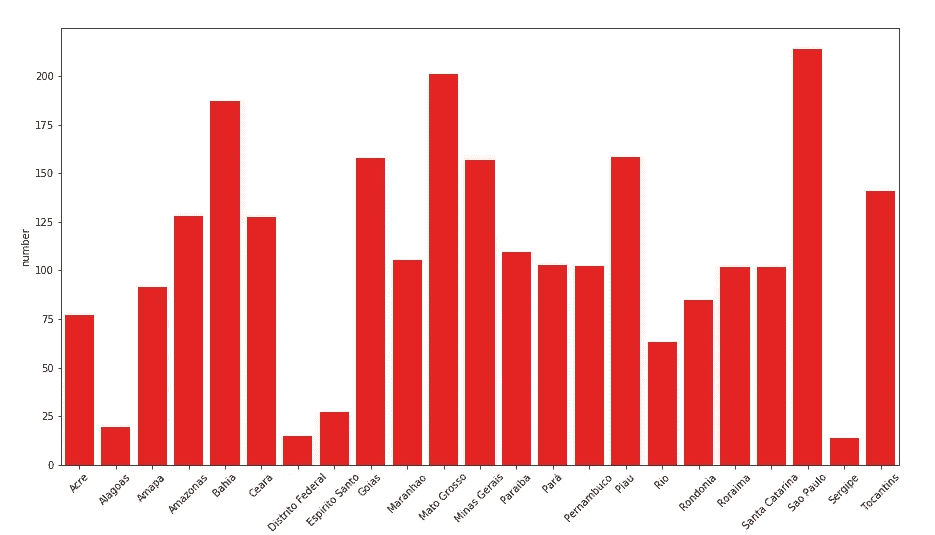 200
175
150
125
100
75
50
25
0
number
Acre
Alagoas
Amapa
Amazonas
Bahia
Ceara
Distrito Federal
Espirito Santo
Goias
Maranhao
Mato Grosso
Minas Gerais
Paraiba
Pará
Pernambuco
Piau
Rio
Rondonia
Roraima
Santa Catarina
Sao Paulo
Sergipe
Tocantins